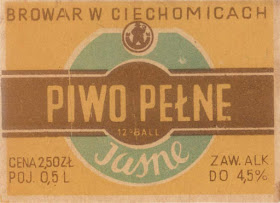 BROWAR W CIECHOMICACH
PIWO PEŁNE
12° BALL
Jasne
CENA 2,50 ZŁ
POJ. 0,5 L
ZAW. ALK
DO 4,5%